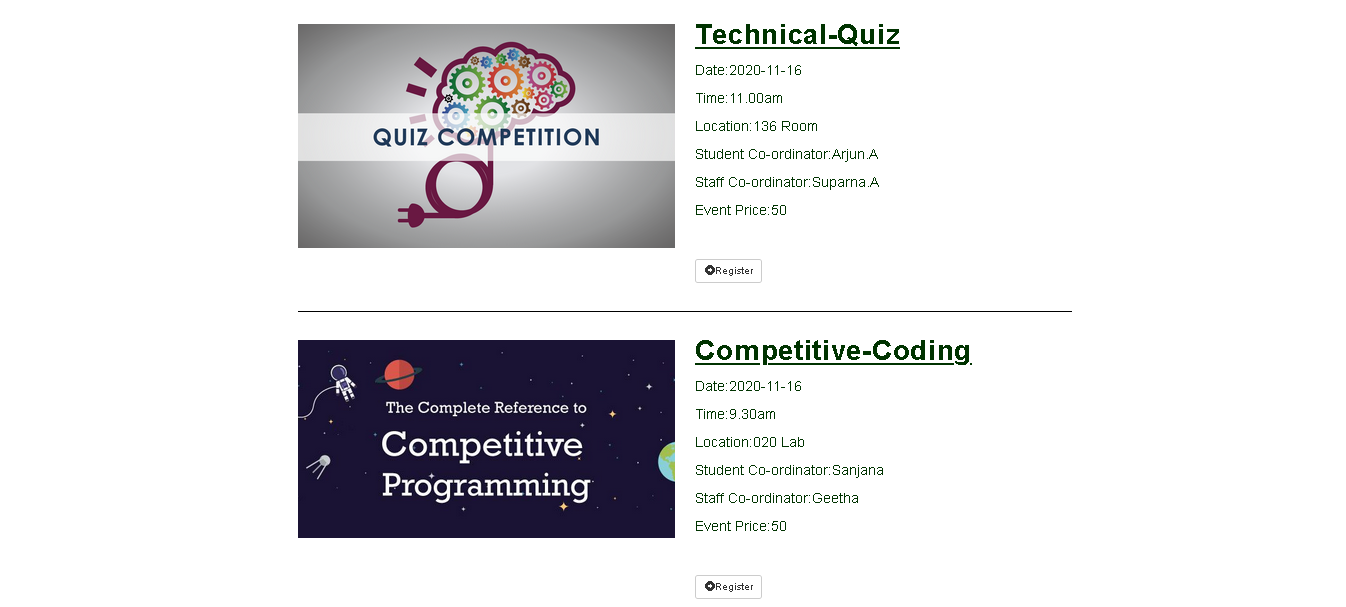 QUIZ COMPETITION
Technical-Quiz
Date:2020-11-16
Time:11.00am
Location:136 Room
Student Co-ordinator:Arjun.A
Staff Co-ordinator:Suparna.A
Event Price:50
Register
The Complete Reference to
Competitive
Programming
Competitive-Coding
Date:2020-11-16
Time:9.30am
Location:020 Lab
Student Co-ordinator:Sanjana
Staff Co-ordinator:Geetha
Event Price:50
Register